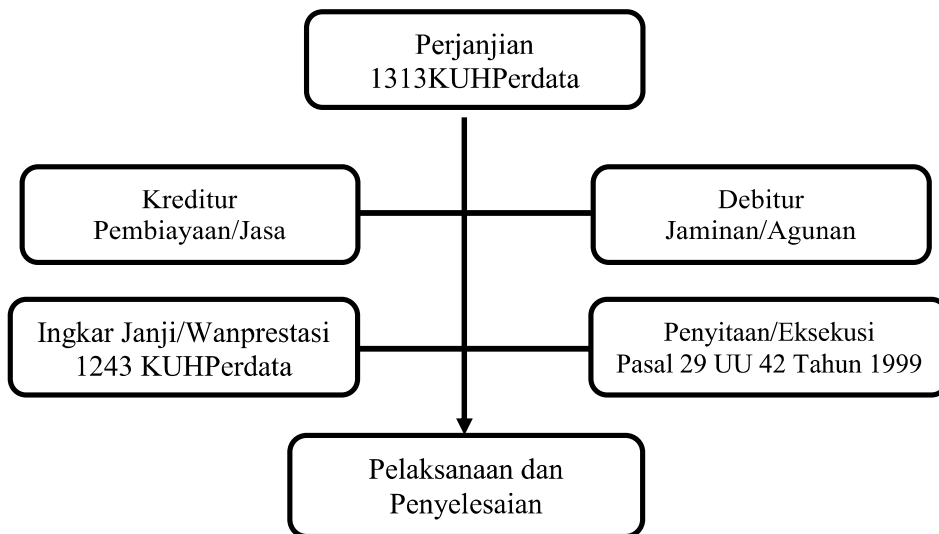 Perjanjian
1313KUHPerdata
Kreditur
Pembiayaan/Jasa
Debitur
Jaminan/Agunan
Ingkar Janji/Wanprestasi
1243 KUHPerdata
Penyitaan/Eksekusi
Pasal 29 UU 42 Tahun 1999
Pelaksanaan dan
Penyelesaian